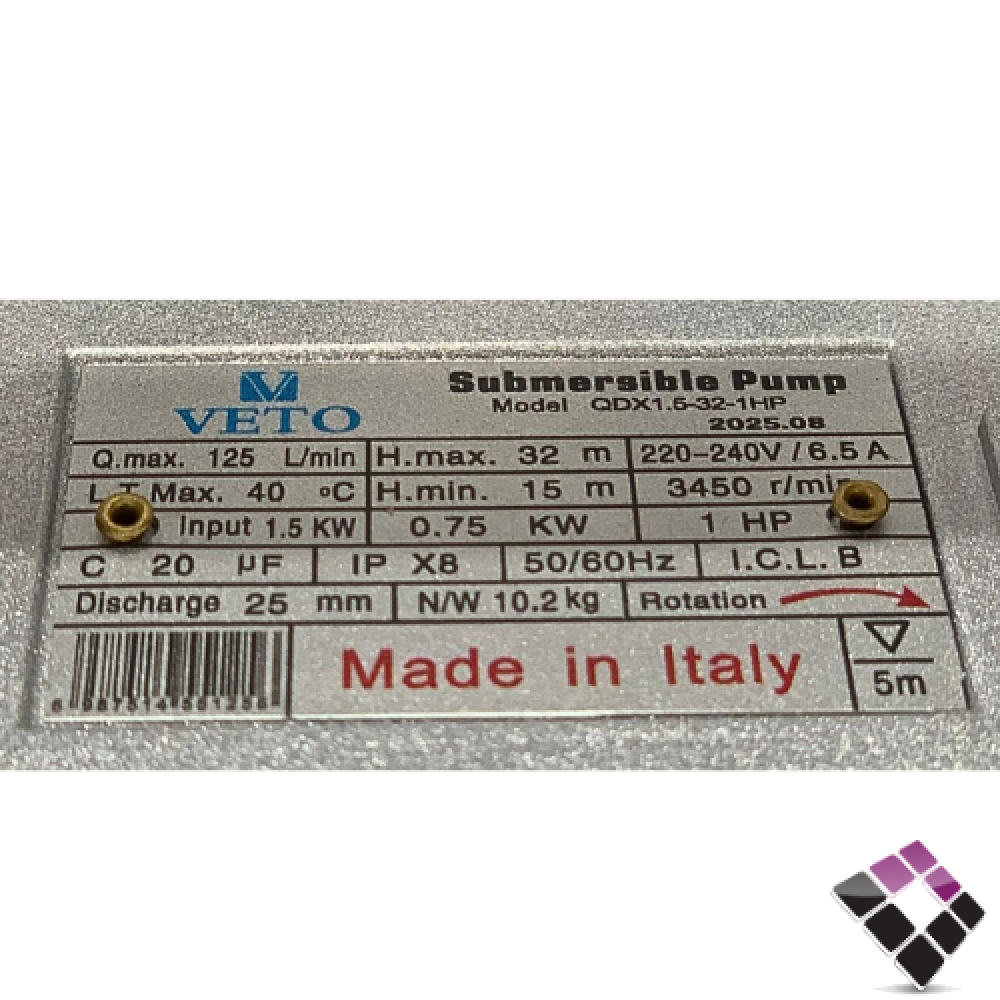 VETO
Submersible Pump
Model QDX1.5-32-1HP
2025.08
Q.max. 125 L/min H.max. 32 m 220-240V / 6.5 A
L.T Max. 40 °C H.min. 15 m 3450 r/min
Input 1.5 KW 0.75 KW 1 HP
C 20 µF IP X8 50/60Hz I.C.L. B
Discharge 25 mm N/W 10.2 kg Rotation
Made in Italy
5m